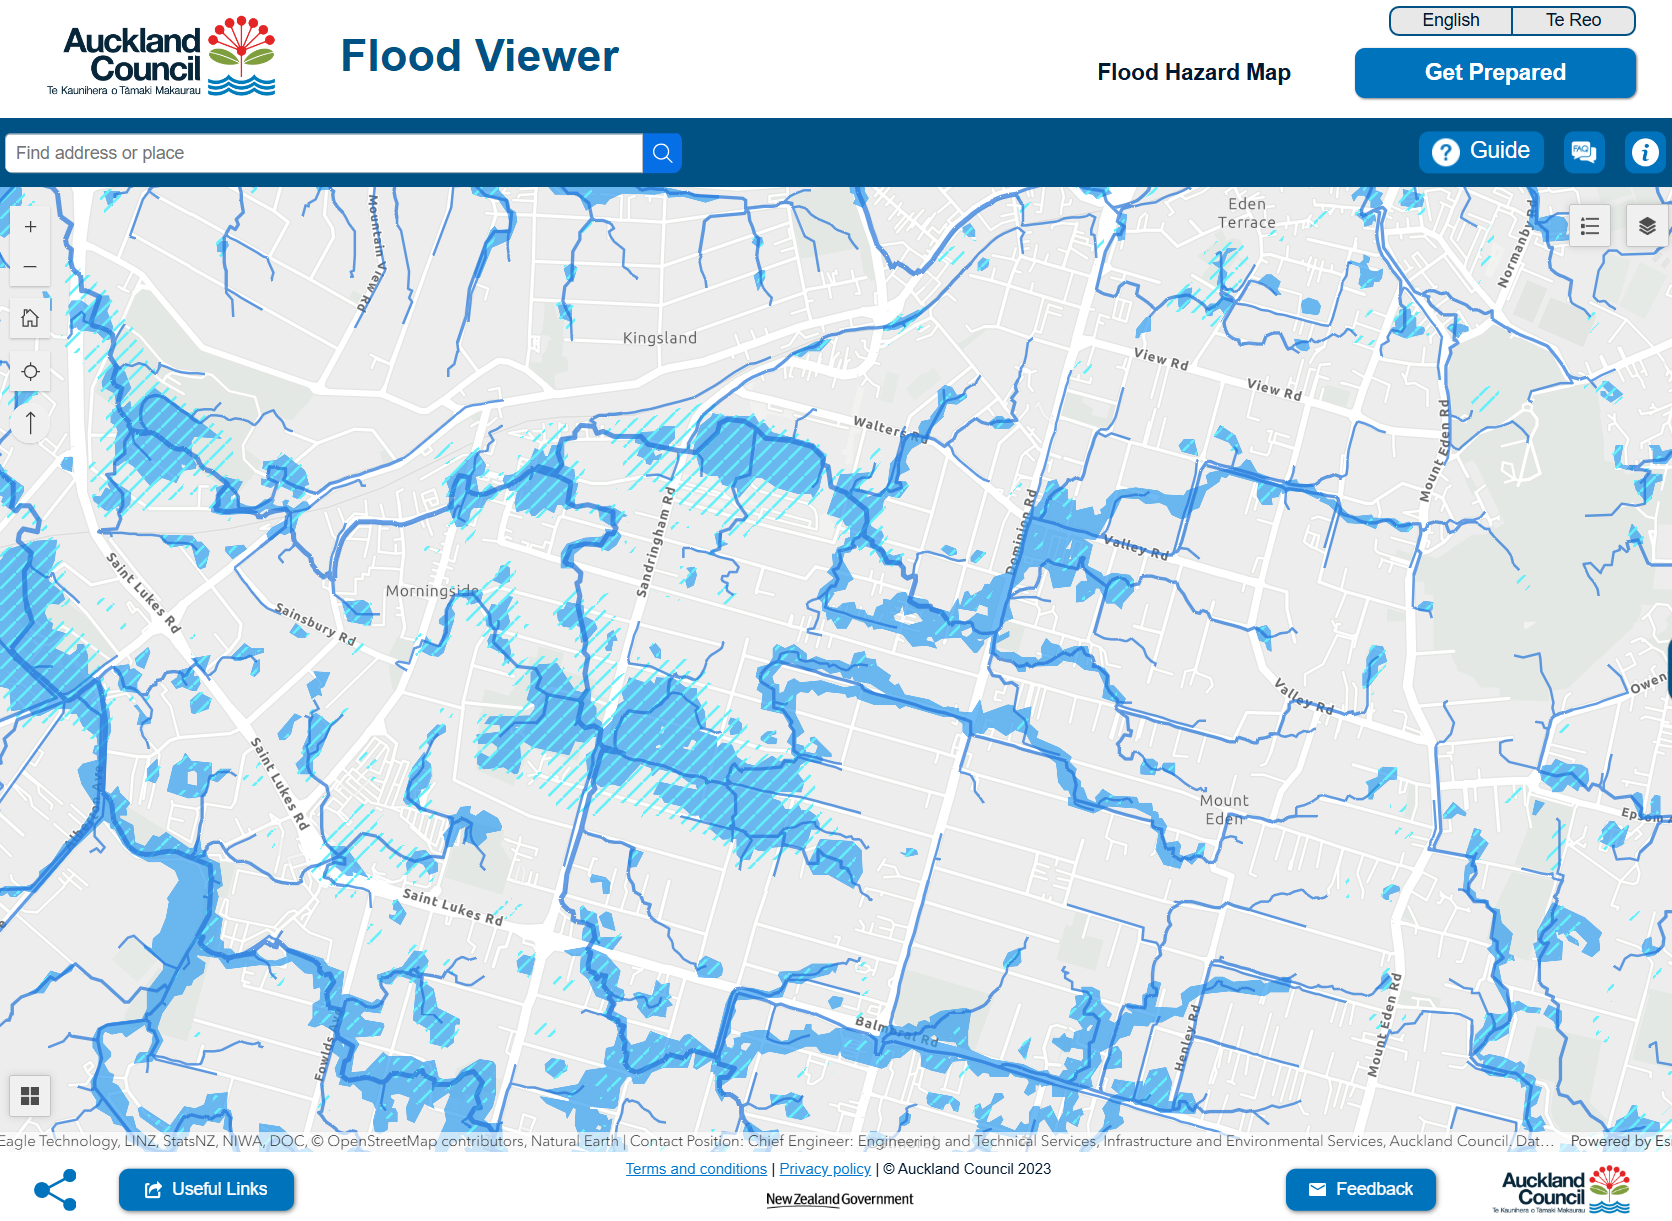 Auckland Council
Te Kaunihera o Tāmaki Makaurau
Flood Viewer
English
Te Reo
Flood Hazard Map
Get Prepared
Find address or place
Guide
FAQ
Eden
Terrace
Mountain View Rd
Normanby Rd
Kingsland
View Rd
View Rd
Walters Rd
Mount Eden Rd
Sandringham Rd
Dominion Rd
Valley Rd
Saint Lukes Rd
Morningside
Sainsbury Rd
Owen
Valley Rd
Saint Lukes Rd
Mount
Eden
Epsom A
Saint Lukes Rd
Balmoral Rd
Henley Rd
Mount Eden Rd
Fowlds
Eagle Technology, LINZ, StatsNZ, NIWA, DOC, © OpenStreetMap contributors, Natural Earth | Contact Position: Chief Engineer: Engineering and Technical Services, Infrastructure and Environmental Services, Auckland Council. Dat…
Powered by Es
Terms and conditions | Privacy policy | © Auckland Council 2023
Useful Links
New Zealand Government
Feedback
Auckland Council
Te Kaunihera o Tāmaki Makaurau